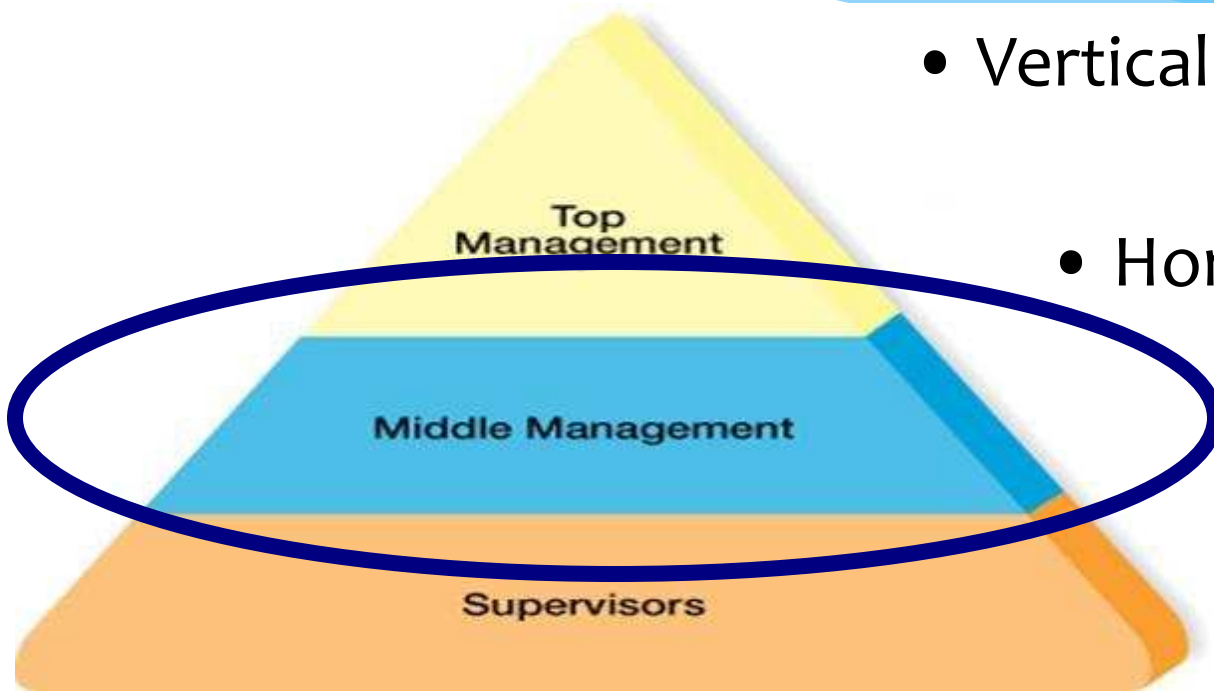 • Vertical
Top
Management
• Hor
Middle Management
Supervisors